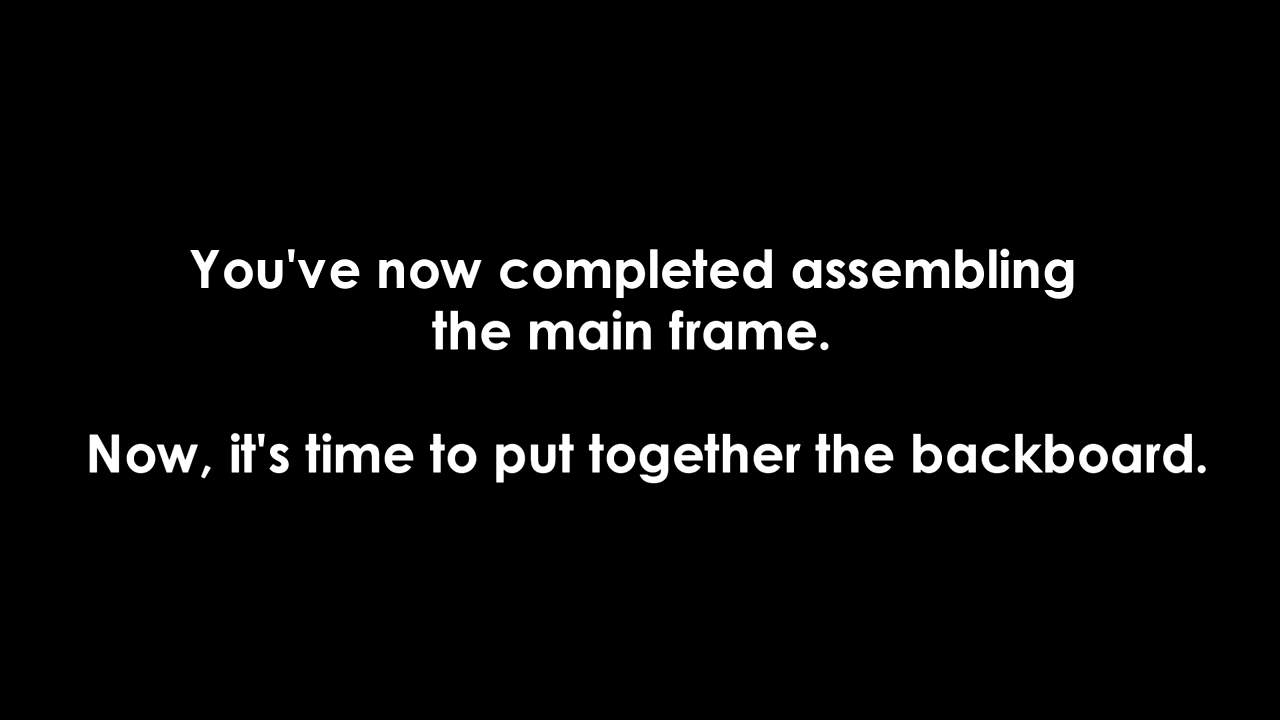 You've now completed assembling
the main frame.
Now, it's time to put together the backboard.